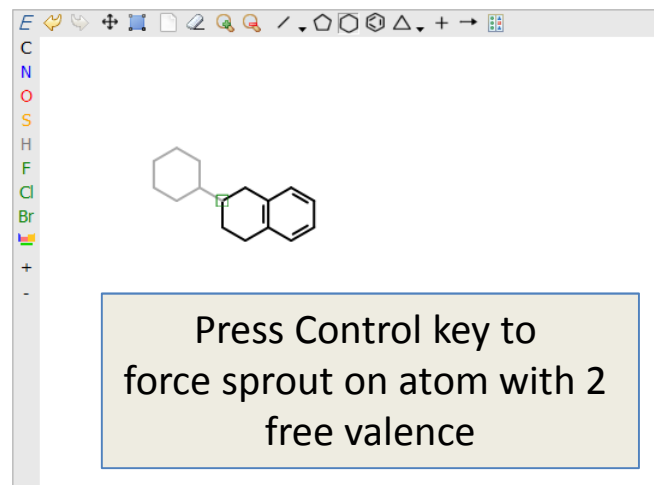 E
C
N
O
S
H
F
Cl
Br
+
-
Press Control key to
force sprout on atom with 2
free valence